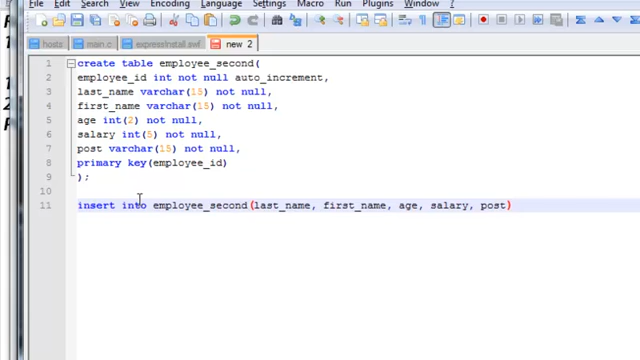 File Edit Search View Encoding Language Settings Macro Run Plugins Window ?
hosts main.c expressInstall.swf new 2
1 create table employee_second(
2 employee_id int not null auto_increment,
3 last_name varchar(15) not null,
4 first_name varchar(15) not null,
5 age int(2) not null,
6 salary int(5) not null,
7 post varchar(15) not null,
8 primary key(employee_id)
9 );
10
11 insert into employee_second(last_name, first_name, age, salary, post)